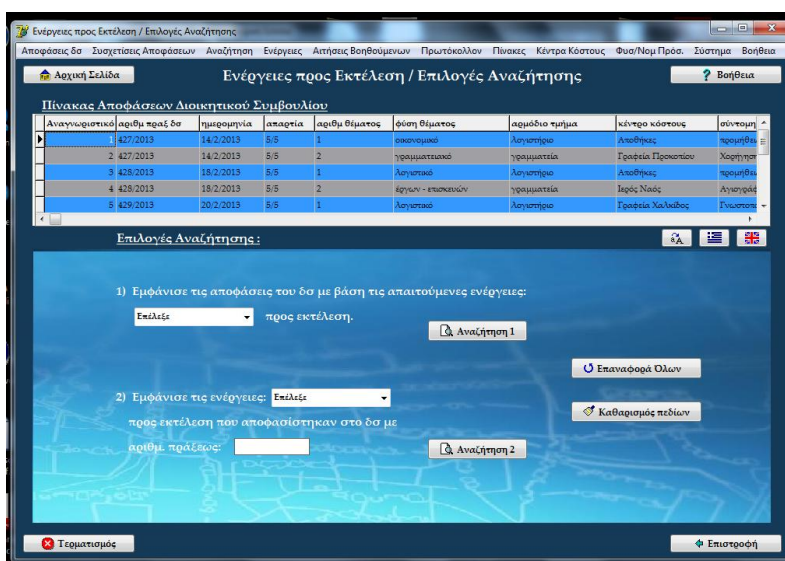 Ενέργειες προς Εκτέλεση / Επιλογές Αναζήτησης
Αποφάσεις δσ Συσχετίσεις Αποφάσεων Αναζήτηση Ενέργειες Αιτήσεις Βοηθούμενων Πρωτόκολλον Πίνακες Κέντρα Κόστους Φυσ/Νομ Πρόσ. Σύστημα Βοήθεια
Αρχική Σελίδα Ενέργειες προς Εκτέλεση / Επιλογές Αναζήτησης ? Βοήθεια
Πίνακας Αποφάσεων Διοικητικού Συμβουλίου
Αναγνωριστικό αριθμ πραξ δσ ημερομηνία απαρτία αριθμ θέματος φύση θέματος αρμόδιο τμήμα κέντρο κόστους σύντομη
1 427/2013 14/2/2013 5/5 1 οικονομικό Λογιστήριο Αποθήκες προμήθει
2 427/2013 14/2/2013 5/5 2 γραμματειακό γραμματεία Γραφεία Προκοπίου Χορήγησ
3 428/2013 18/2/2013 5/5 1 Λογιστικό Λογιστήριο Αποθήκες προμήθει
4 428/2013 18/2/2013 5/5 2 έργων - επισκευών γραμματεία Ιερός Ναός Αγιογράφ
5 429/2013 20/2/2013 5/5 1 Λογιστικό Λογιστήριο Γραφεία Χαλκίδος Γνωστοπο
Επιλογές Αναζήτησης :
1) Εμφάνισε τις αποφάσεις του δσ με βάση τις απαιτούμενες ενέργειες:
Επέλεξε προς εκτέλεση.
Αναζήτηση 1
Επαναφορά Όλων
2) Εμφάνισε τις ενέργειες: Επέλεξε
Καθαρισμός πεδίων
προς εκτέλεση που αποφασίστηκαν στο δσ με
αριθμ. πράξεως: Αναζήτηση 2
Τερματισμός Επιστροφή